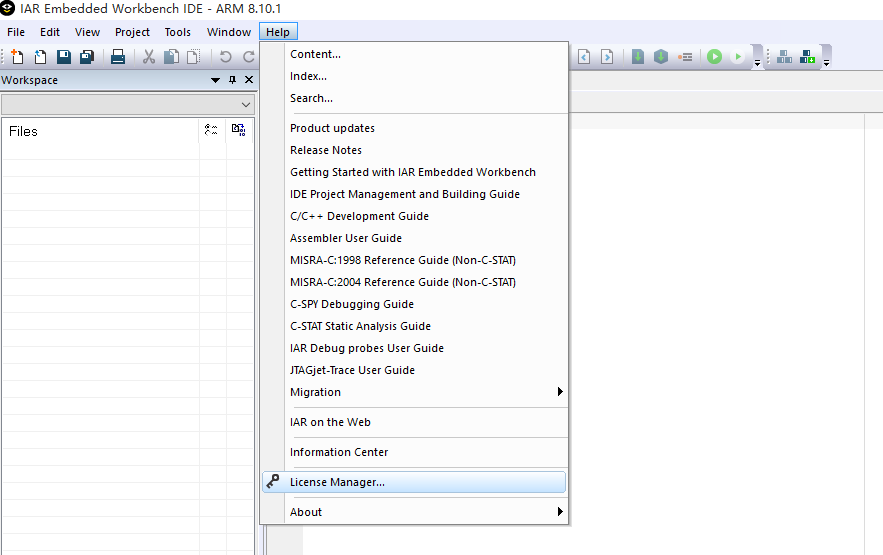 IAR Embedded Workbench IDE - ARM 8.10.1
File Edit View Project Tools Window Help
Workspace
Files
Content...
Index...
Search...
Product updates
Release Notes
Getting Started with IAR Embedded Workbench
IDE Project Management and Building Guide
C/C++ Development Guide
Assembler User Guide
MISRA-C:1998 Reference Guide (Non-C-STAT)
MISRA-C:2004 Reference Guide (Non-C-STAT)
C-SPY Debugging Guide
C-STAT Static Analysis Guide
IAR Debug probes User Guide
JTAGjet-Trace User Guide
Migration
IAR on the Web
Information Center
License Manager...
About